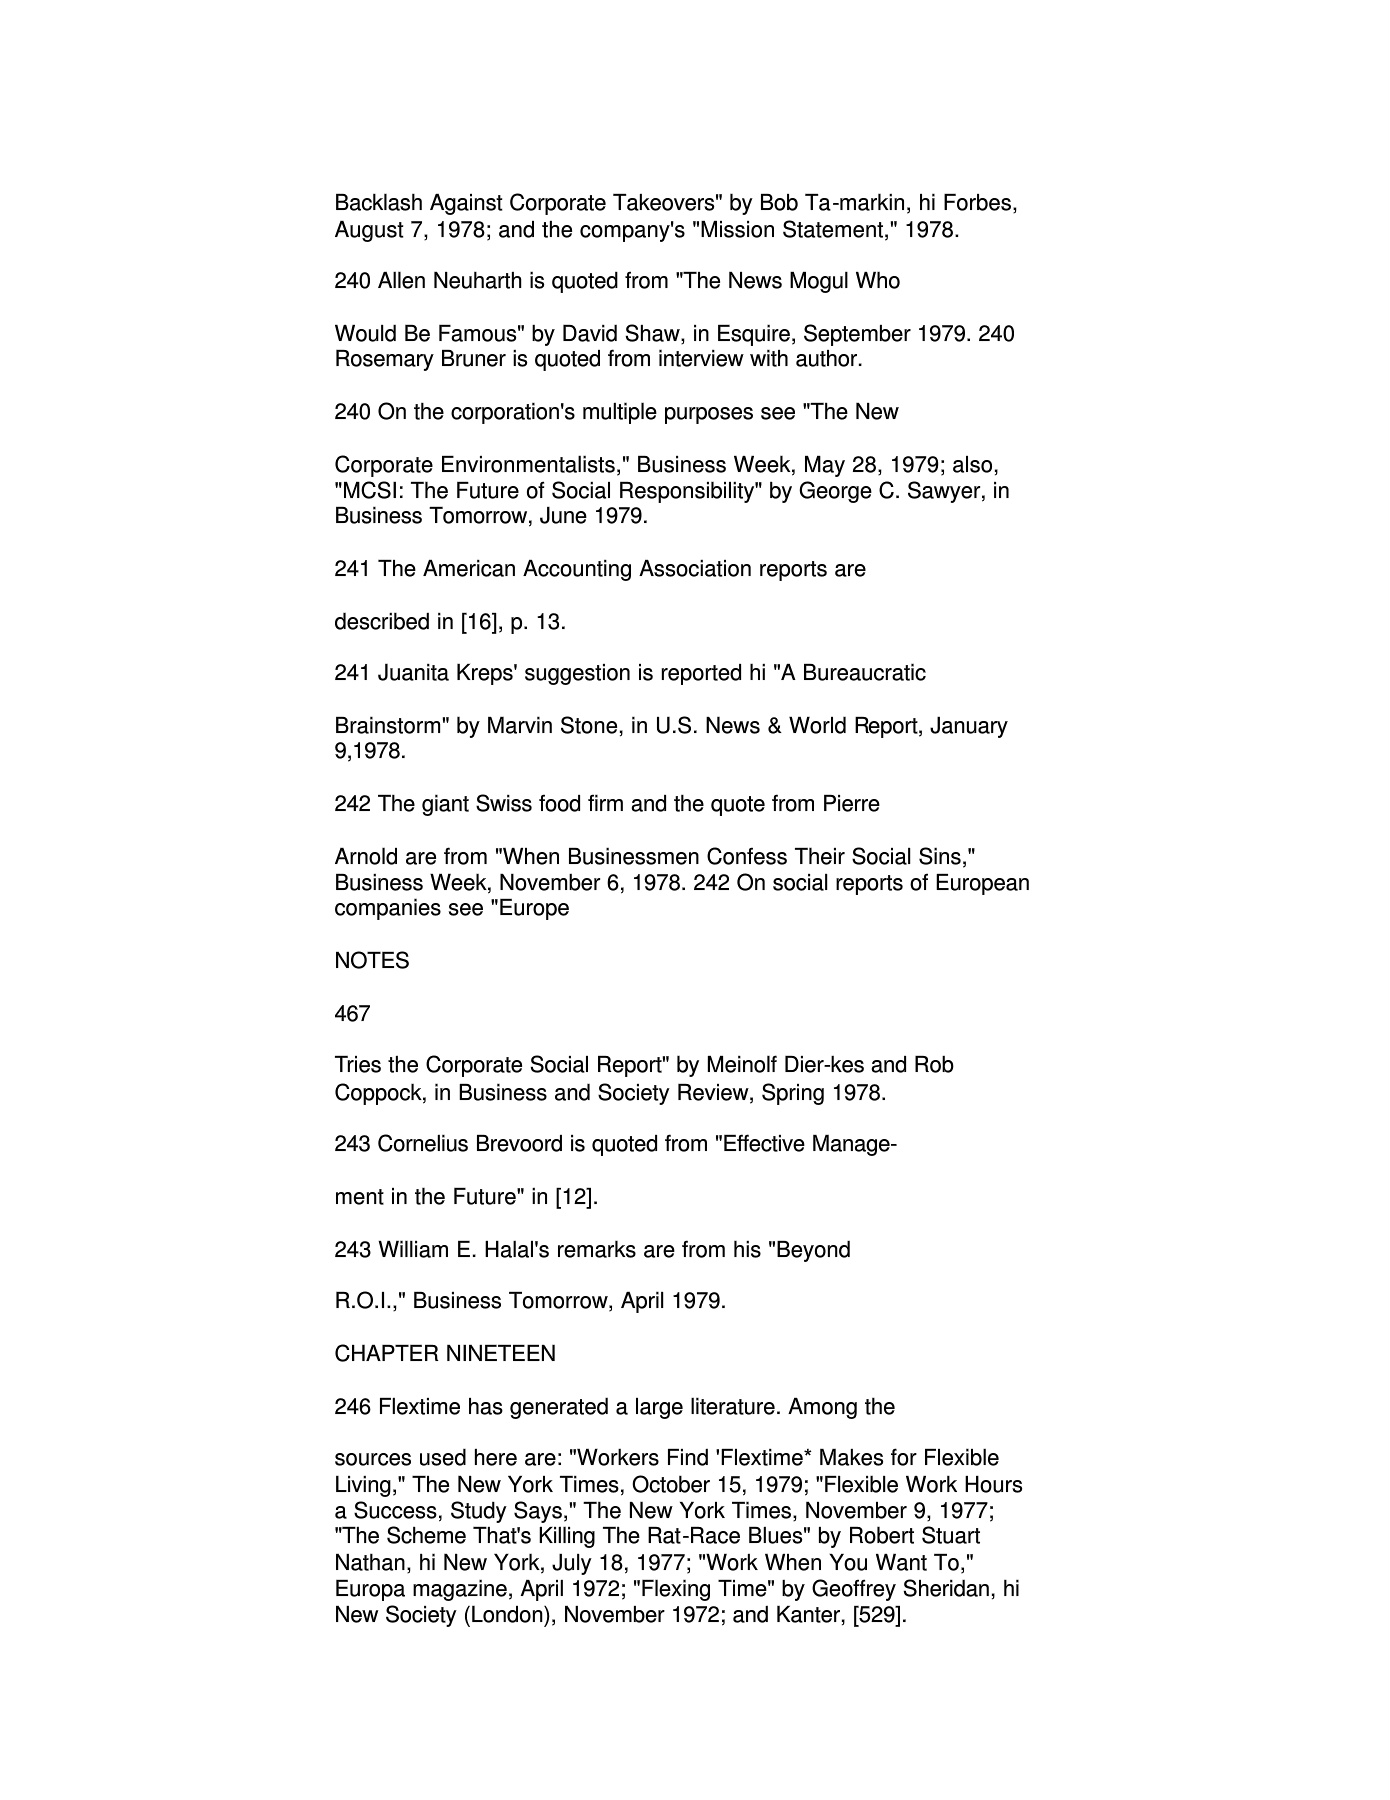 Backlash Against Corporate Takeovers" by Bob Ta-markin, hi Forbes,
August 7, 1978; and the company's "Mission Statement," 1978.
240 Allen Neuharth is quoted from "The News Mogul Who
Would Be Famous" by David Shaw, in Esquire, September 1979. 240
Rosemary Bruner is quoted from interview with author.
240 On the corporation's multiple purposes see "The New
Corporate Environmentalists," Business Week, May 28, 1979; also,
"MCSI: The Future of Social Responsibility" by George C. Sawyer, in
Business Tomorrow, June 1979.
241 The American Accounting Association reports are
described in [16], p. 13.
241 Juanita Kreps' suggestion is reported hi "A Bureaucratic
Brainstorm" by Marvin Stone, in U.S. News & World Report, January
9,1978.
242 The giant Swiss food firm and the quote from Pierre
Arnold are from "When Businessmen Confess Their Social Sins,"
Business Week, November 6, 1978. 242 On social reports of European
companies see "Europe
NOTES
467
Tries the Corporate Social Report" by Meinolf Dier-kes and Rob
Coppock, in Business and Society Review, Spring 1978.
243 Cornelius Brevoord is quoted from "Effective Manage-
ment in the Future" in [12].
243 William E. Halal's remarks are from his "Beyond
R.O.I.," Business Tomorrow, April 1979.
CHAPTER NINETEEN
246 Flextime has generated a large literature. Among the
sources used here are: "Workers Find 'Flextime* Makes for Flexible
Living," The New York Times, October 15, 1979; "Flexible Work Hours
a Success, Study Says," The New York Times, November 9, 1977;
"The Scheme That's Killing The Rat-Race Blues" by Robert Stuart
Nathan, hi New York, July 18, 1977; "Work When You Want To,"
Europa magazine, April 1972; "Flexing Time" by Geoffrey Sheridan, hi
New Society (London), November 1972; and Kanter, [529].